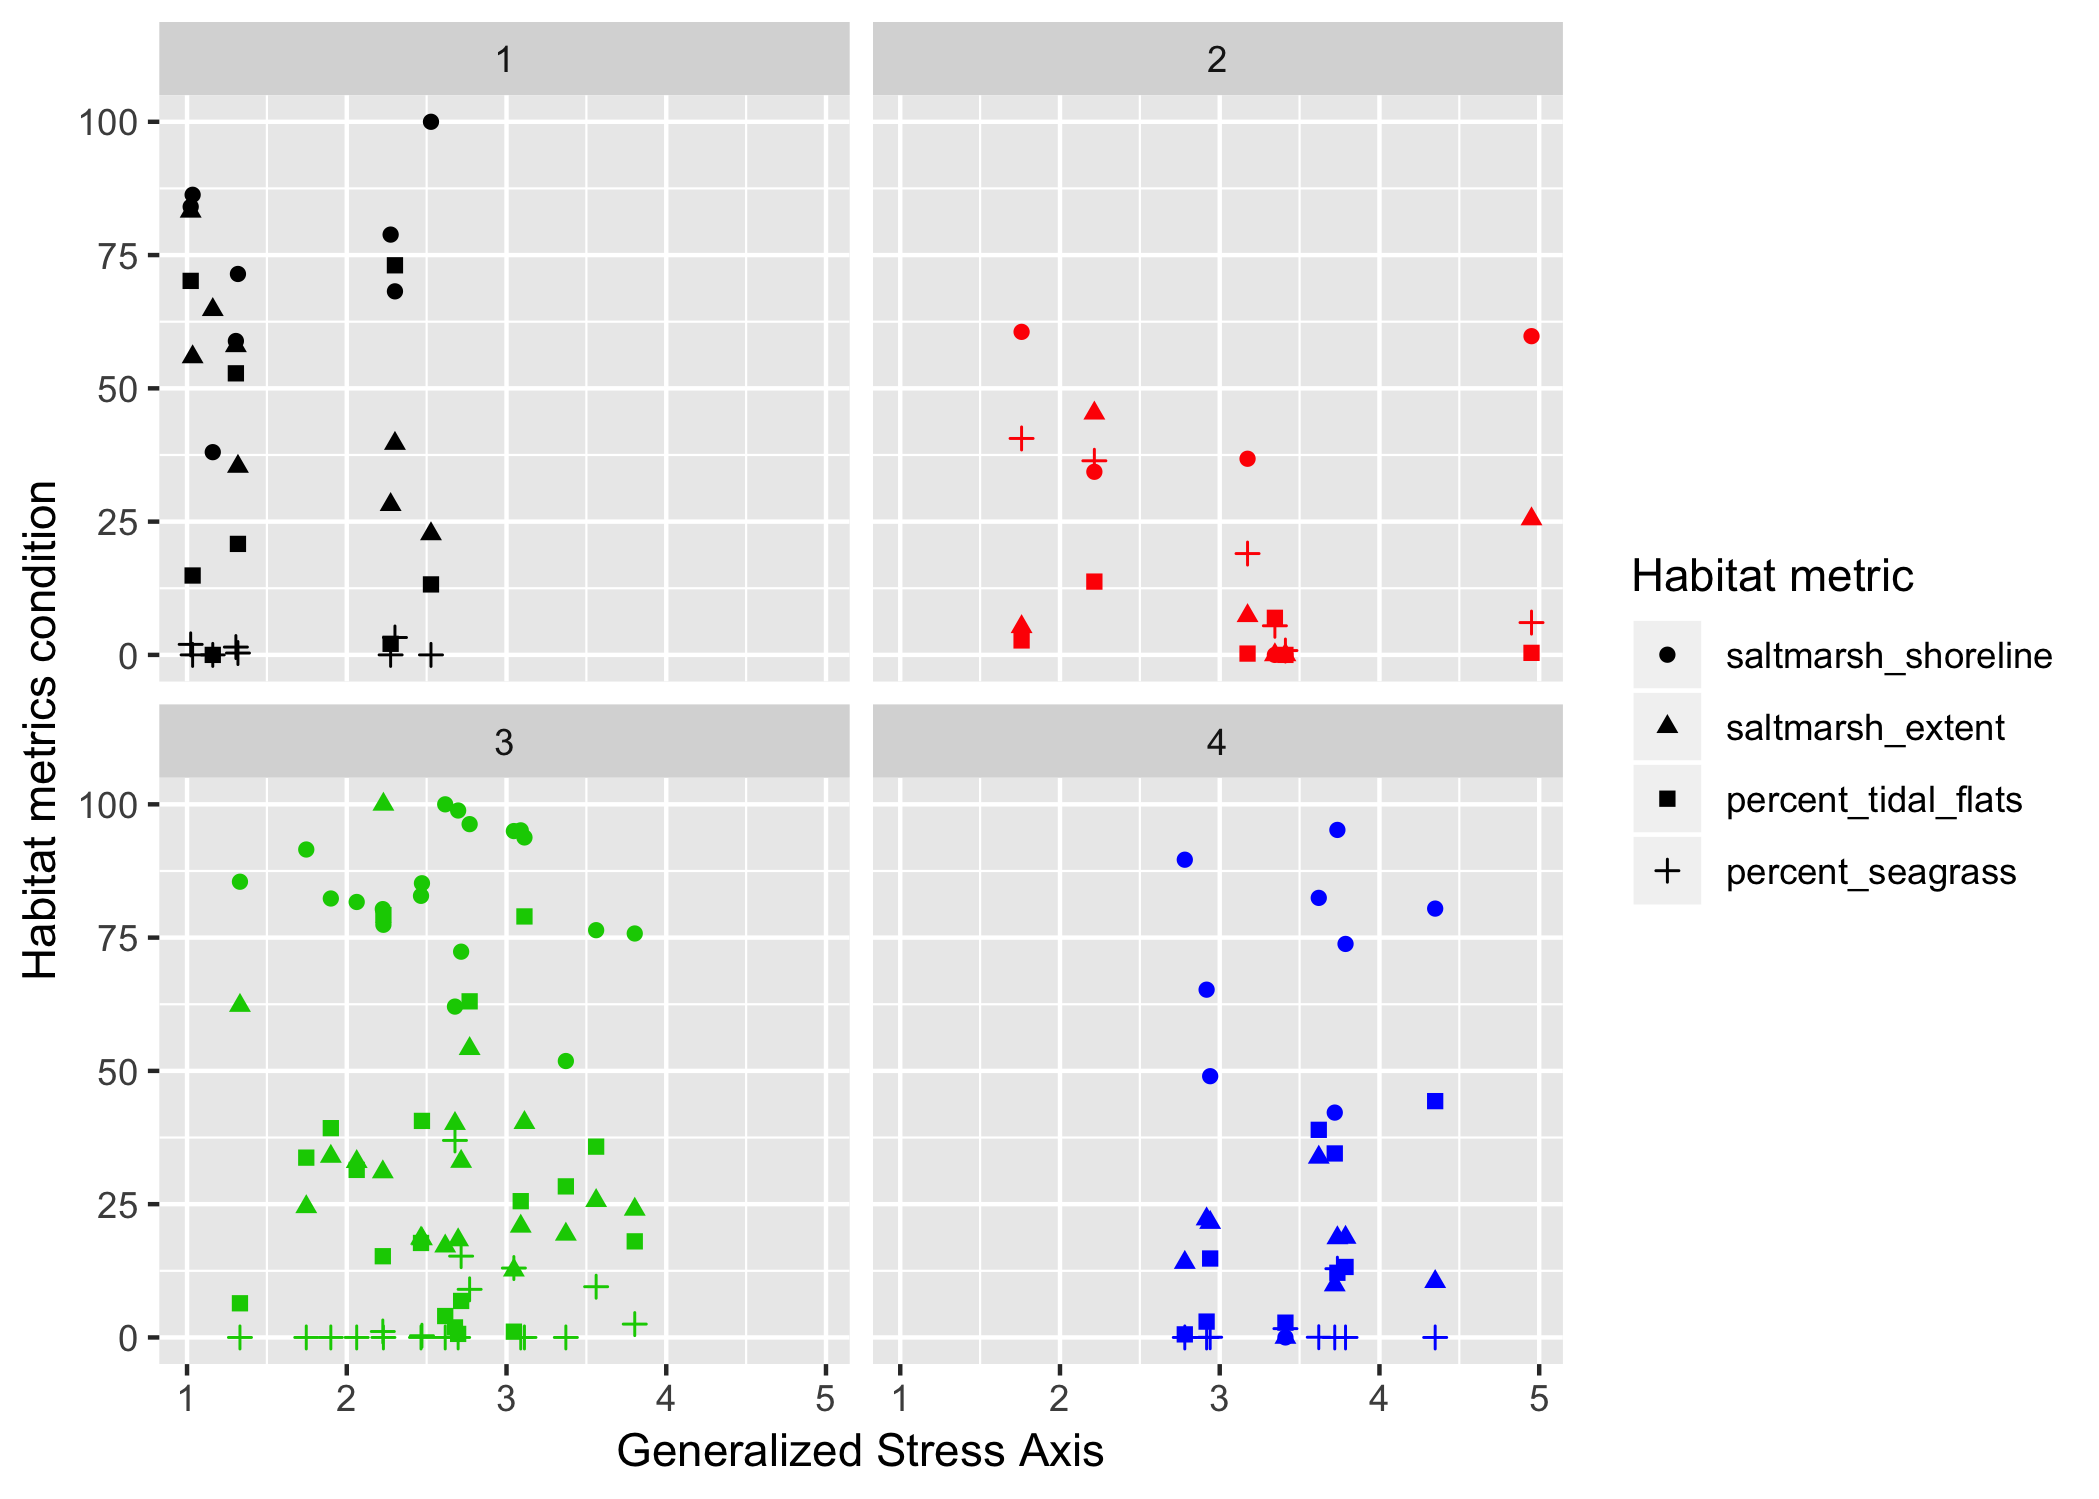 1
2
100
75
50
25
0
3
4
100
75
50
25
0
1 2 3 4 5
1 2 3 4 5
Generalized Stress Axis
Habitat metrics condition
Habitat metric
saltmarsh_shoreline
saltmarsh_extent
percent_tidal_flats
percent_seagrass